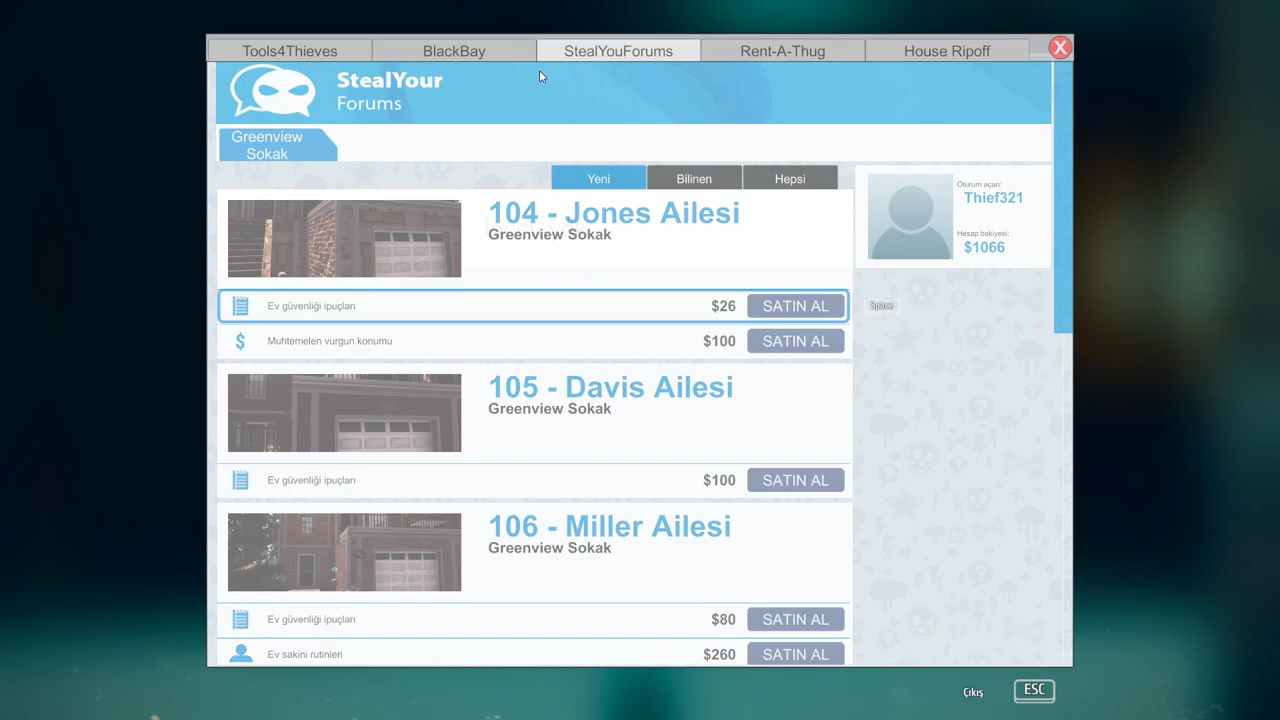 Tools4Thieves
BlackBay
StealYouForums
Rent-A-Thug
House Ripoff
X
StealYour
Forums
Greenview
Sokak
Yeni
Bilinen
Hepsi
Oturum açan:
Thief321
Hesap bakiyesi:
$1066
104 - Jones Ailesi
Greenview Sokak
Ev güvenliği ipuçları $26 SATIN AL
Space
$ Muhtemelen vurgun konumu $100 SATIN AL
105 - Davis Ailesi
Greenview Sokak
Ev güvenliği ipuçları $100 SATIN AL
106 - Miller Ailesi
Greenview Sokak
Ev güvenliği ipuçları $80 SATIN AL
Ev sakini rutinleri $260 SATIN AL
Çıkış ESC